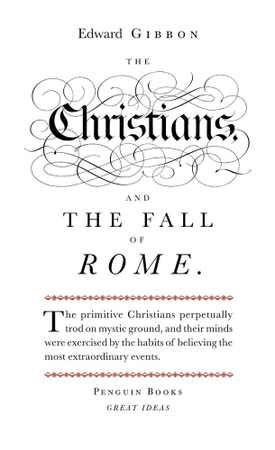 Edward GIBBON
THE
Christians,
AND
THE FALL
OF
ROME.
The primitive Christians perpetually
trod on mystic ground, and their minds
were exercised by the habits of believing the
most extraordinary events.
PENGUIN BOOKS
GREAT IDEAS